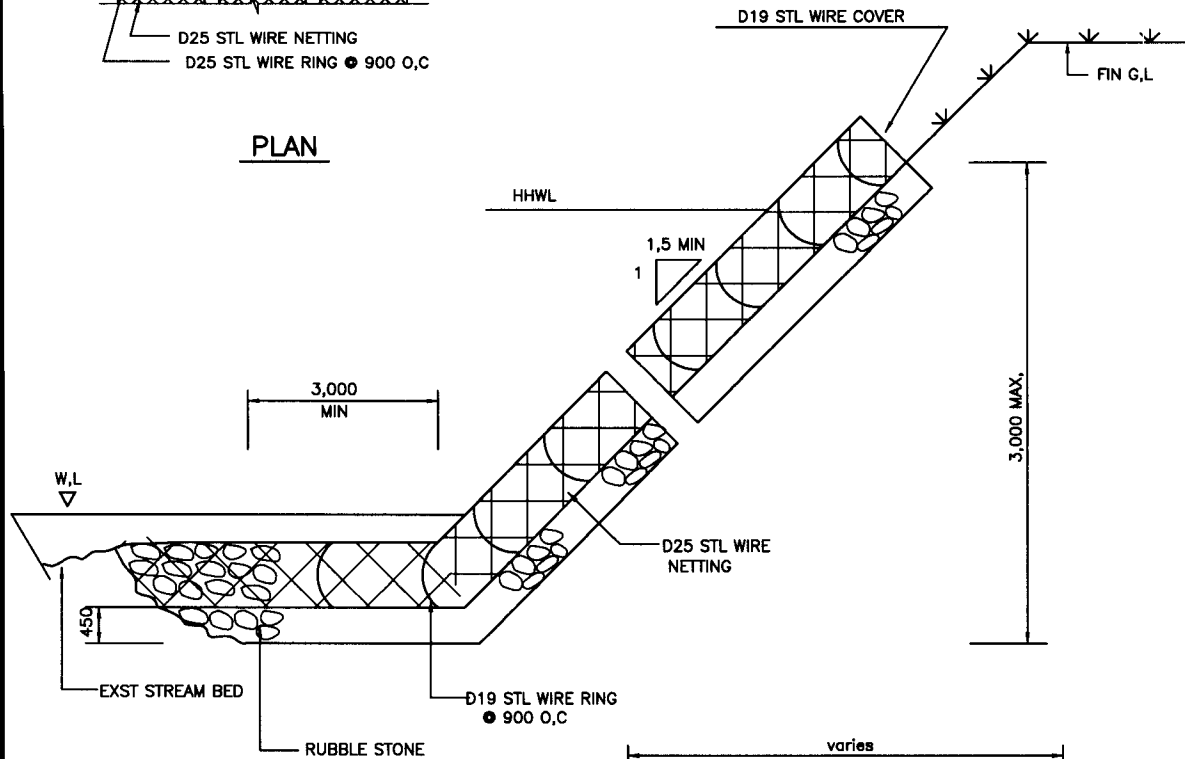 D19 STL WIRE COVER
D25 STL WIRE NETTING
D25 STL WIRE RING @ 900 O,C
FIN G,L
PLAN
HHWL
1,5 MIN
1
3,000
MIN
3,000 MAX,
W,L
D25 STL WIRE
NETTING
450
EXST STREAM BED
D19 STL WIRE RING
@ 900 O,C
RUBBLE STONE
varies